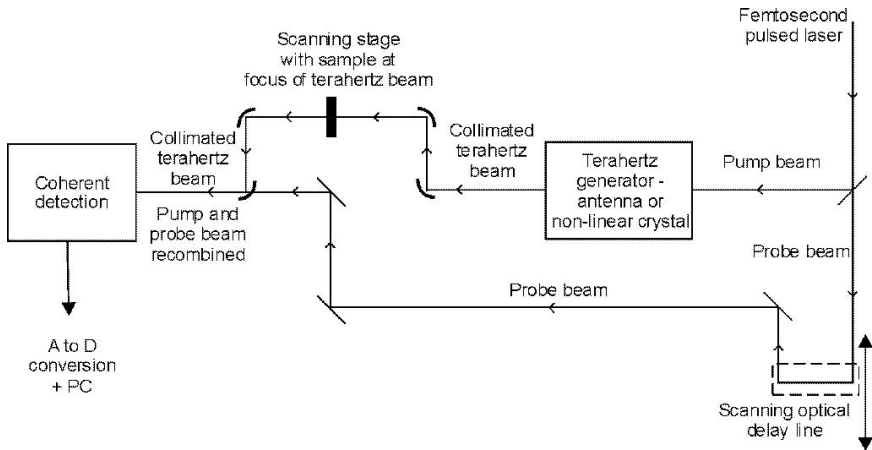 Femtosecond
pulsed laser
Scanning stage
with sample at
focus of terahertz beam
Collimated
terahertz
beam
Collimated
terahertz
beam
Terahertz
generator -
antenna or
non-linear crystal
Pump beam
Coherent
detection
Pump and
probe beam
recombined
Probe
beam
Probe beam
A to D
conversion
+ PC
Scanning optical
delay line